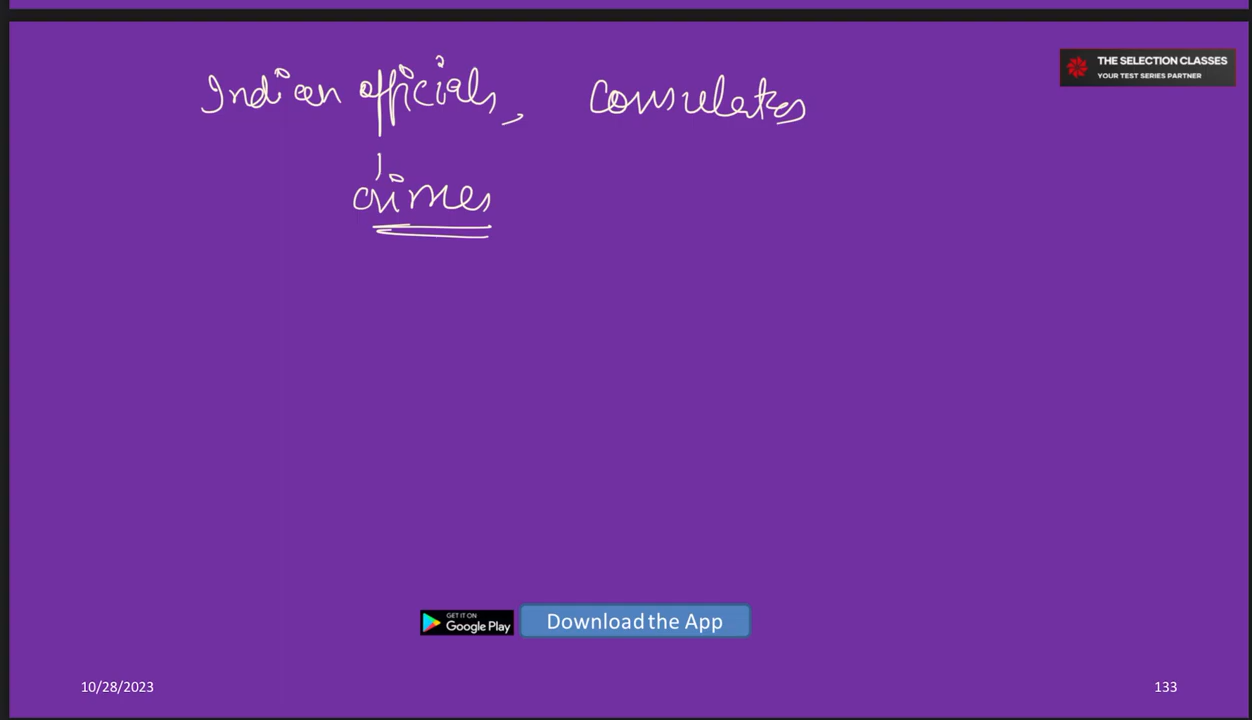 THE SELECTION CLASSES
YOUR TEST SERIES PARTNER
Indian officials, consulates
crimes
GET IT ON
Google Play
Download the App
10/28/2023
133